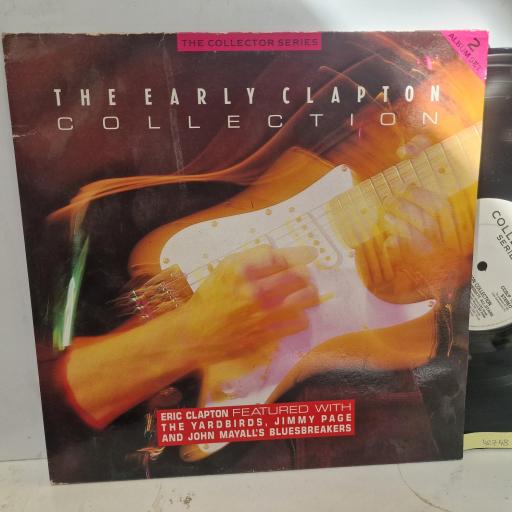 THE COLLECTOR SERIES
2
ALBUM SET
THE EARLY CLAPTON
COLLECTION
ERIC CLAPTON FEATURED WITH
THE YARDBIRDS, JIMMY PAGE
AND JOHN MAYALL'S BLUESBREAKERS
COLLE
SERIE